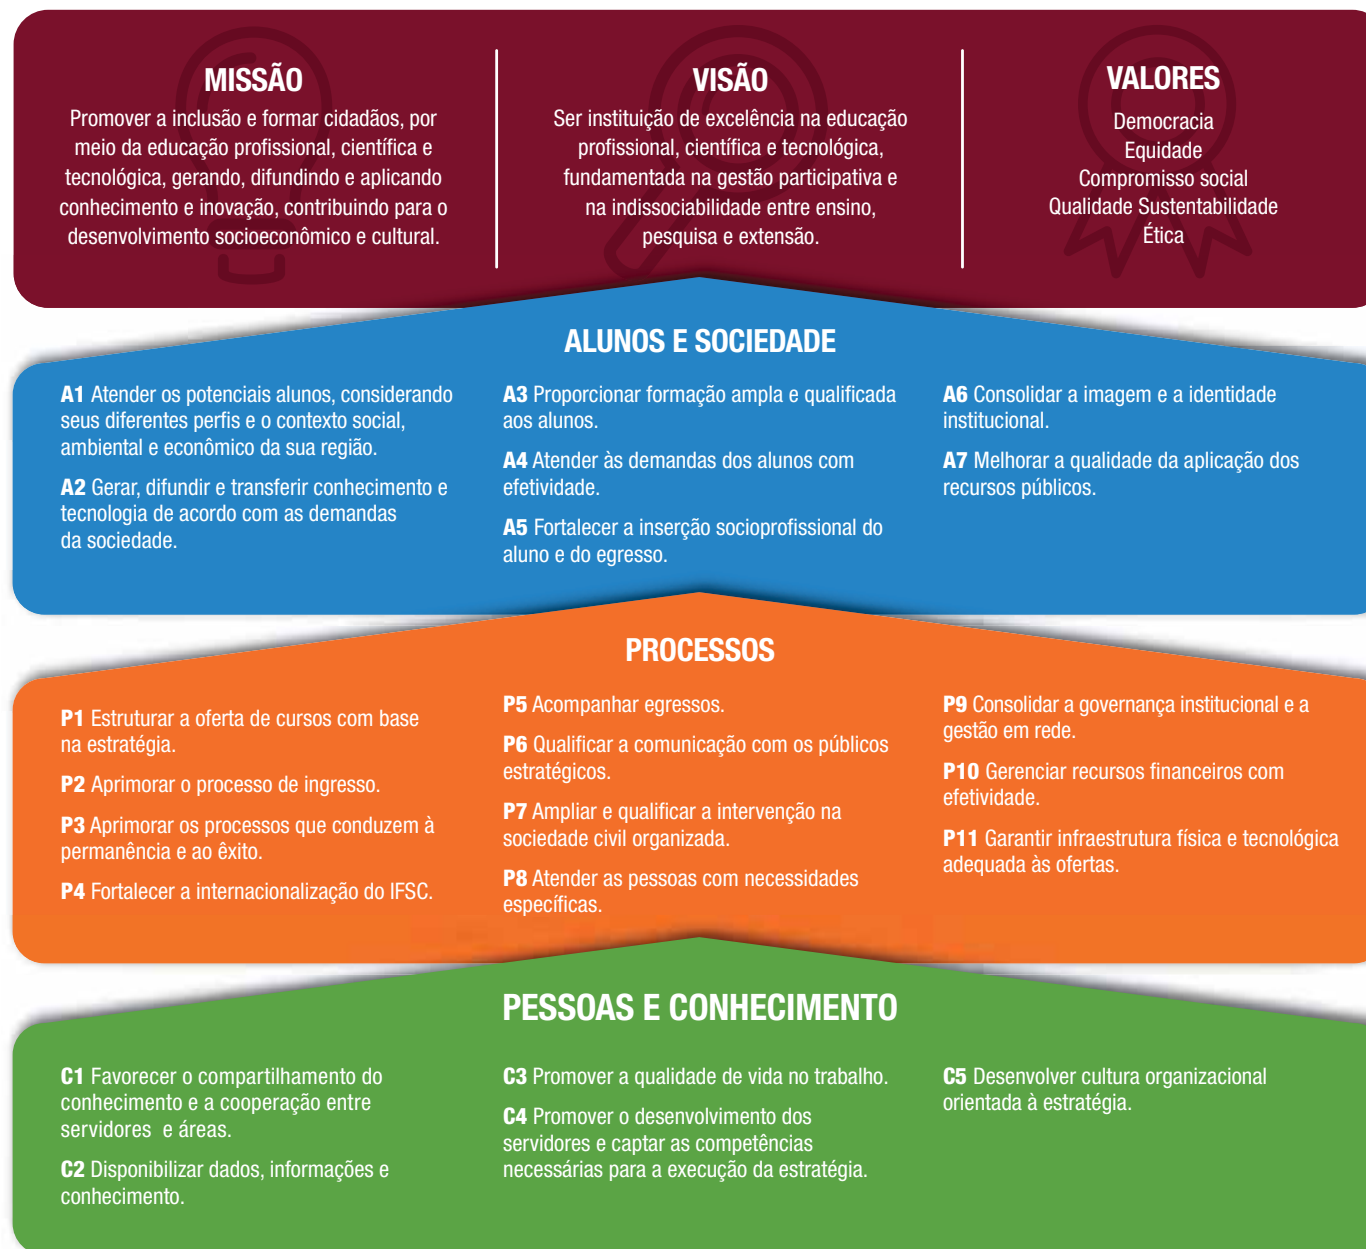 MISSÃO
Promover a inclusão e formar cidadãos, por
meio da educação profissional, científica e
tecnológica, gerando, difundindo e aplicando
conhecimento e inovação, contribuindo para o
desenvolvimento socioeconômico e cultural.
VISÃO
Ser instituição de excelência na educação
profissional, científica e tecnológica,
fundamentada na gestão participativa e
na indissociabilidade entre ensino,
pesquisa e extensão.
VALORES
Democracia
Equidade
Compromisso social
Qualidade Sustentabilidade
Ética
ALUNOS E SOCIEDADE
A1 Atender os potenciais alunos, considerando
seus diferentes perfis e o contexto social,
ambiental e econômico da sua região.
A2 Gerar, difundir e transferir conhecimento e
tecnologia de acordo com as demandas
da sociedade.
A3 Proporcionar formação ampla e qualificada
aos alunos.
A4 Atender às demandas dos alunos com
efetividade.
A5 Fortalecer a inserção socioprofissional do
aluno e do egresso.
A6 Consolidar a imagem e a identidade
institucional.
A7 Melhorar a qualidade da aplicação dos
recursos públicos.
PROCESSOS
P1 Estruturar a oferta de cursos com base
na estratégia.
P2 Aprimorar o processo de ingresso.
P3 Aprimorar os processos que conduzem à
permanência e ao êxito.
P4 Fortalecer a internacionalização do IFSC.
P5 Acompanhar egressos.
P6 Qualificar a comunicação com os públicos
estratégicos.
P7 Ampliar e qualificar a intervenção na
sociedade civil organizada.
P8 Atender as pessoas com necessidades
específicas.
P9 Consolidar a governança institucional e a
gestão em rede.
P10 Gerenciar recursos financeiros com
efetividade.
P11 Garantir infraestrutura física e tecnológica
adequada às ofertas.
PESSOAS E CONHECIMENTO
C1 Favorecer o compartilhamento do
conhecimento e a cooperação entre
servidores e áreas.
C2 Disponibilizar dados, informações e
conhecimento.
C3 Promover a qualidade de vida no trabalho.
C4 Promover o desenvolvimento dos
servidores e captar as competências
necessárias para a execução da estratégia.
C5 Desenvolver cultura organizacional
orientada à estratégia.